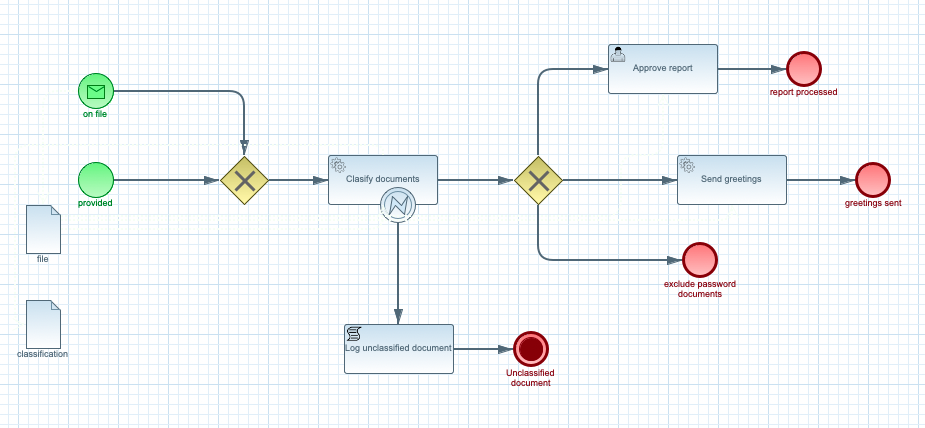 Approve report
report processed
on file
Clasify documents
Send greetings
provided
greetings sent
file
exclude password
documents
classification
Log unclassified document
Unclassified
document